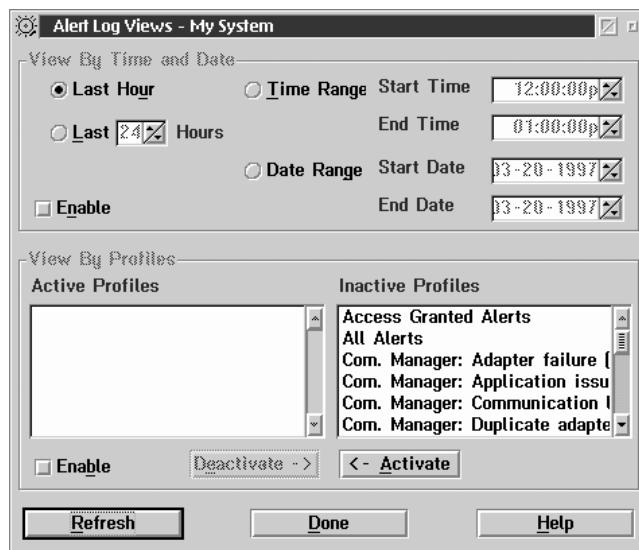 Alert Log Views - My System
View By Time and Date
Last Hour
Time Range
Start Time
12:00:00p
Last 24 Hours
End Time
01:00:00p
Date Range
Start Date
03-20-1997
Enable
End Date
03-20-1997
View By Profiles
Active Profiles
Inactive Profiles
Access Granted Alerts
All Alerts
Com. Manager: Adapter failure (
Com. Manager: Application issu
Com. Manager: Communication
Com. Manager: Duplicate adapte
Enable
Deactivate ->
<- Activate
Refresh
Done
Help